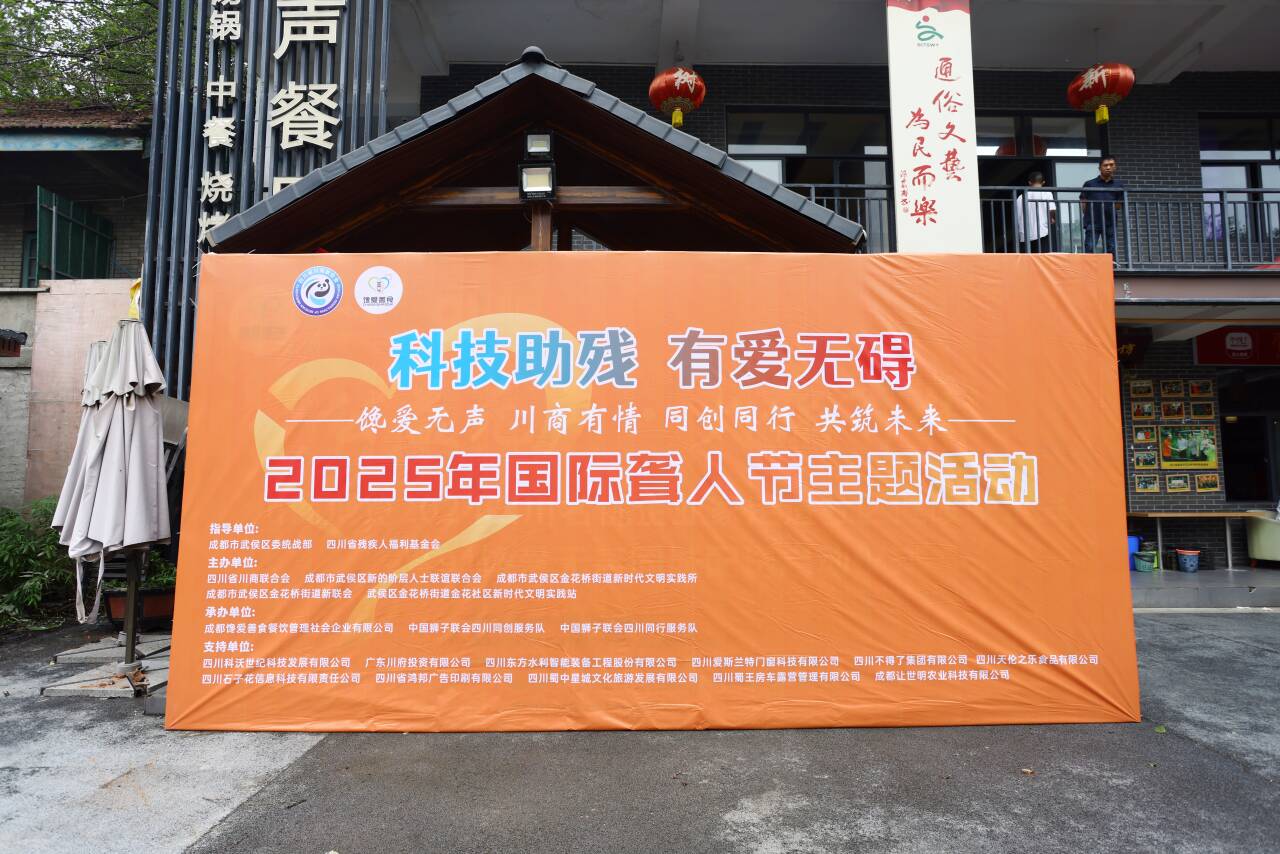 声餐
汤锅 中餐 烧烤
树
新
通俗文藝
為民而樂
馋爱善食
科技助残 有爱无碍
——馋爱无声 川商有情 同创同行 共筑未来——
2025年国际聋人节主题活动
指导单位:
成都市武侯区委统战部 四川省残疾人福利基金会
主办单位:
四川省川商联合会 成都市武侯区新的阶层人士联谊联合会 成都市武侯区金花桥街道新时代文明实践所
成都市武侯区金花桥街道新联会 武侯区金花桥街道金花社区新时代文明实践站
承办单位:
成都馋爱善食餐饮管理社会企业有限公司 中国狮子联会四川同创服务队 中国狮子联会四川同行服务队
支持单位:
四川科沃世纪科技发展有限公司 广东川府投资有限公司 四川东方水利智能装备工程股份有限公司 四川爱斯兰特门窗科技有限公司 四川不得了集团有限公司 四川天伦之乐食品有限公司
四川石子花信息科技有限责任公司 四川省鸿邦广告印刷有限公司 四川蜀中星城文化旅游发展有限公司 四川蜀王房车露营管理有限公司 成都让世明农业科技有限公司